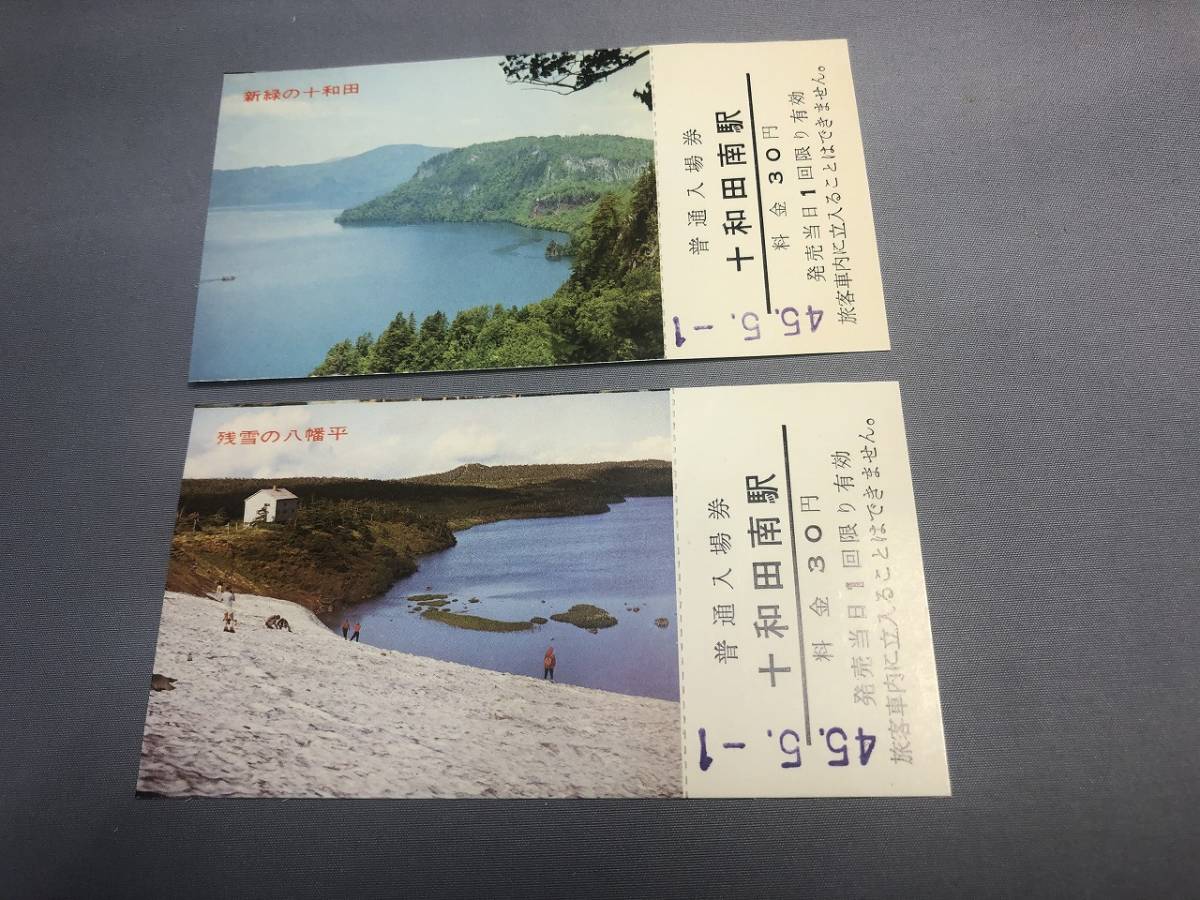 新緑の十和田
普通入場券
十和田南駅
料金30円
発売当日1回限り有効
旅客車内に立入ることはできません。
45.5.-1
残雪の八幡平
普通入場券
十和田南駅
料金30円
発売当日1回限り有効
旅客車内に立入ることはできません。
45.5.-1